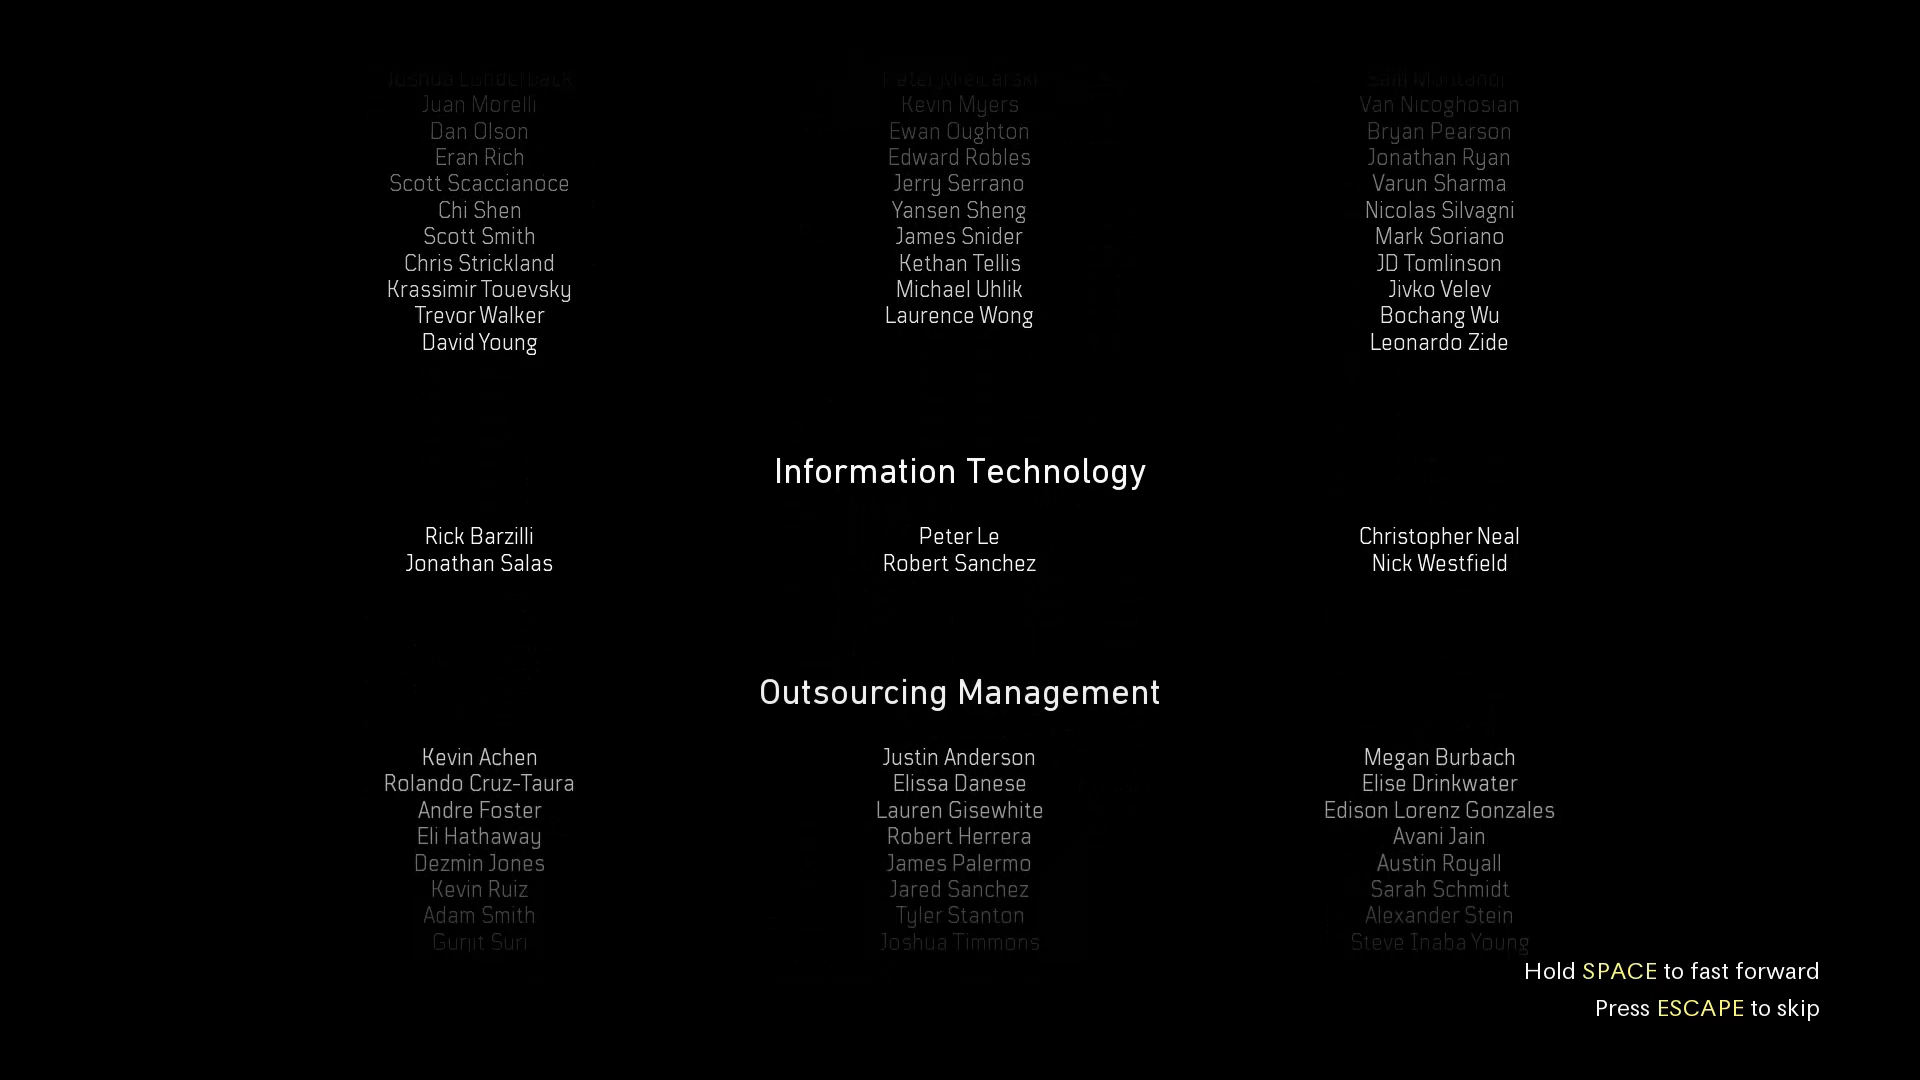 Joshua Lunderback
Juan Morelli Kevin Myers Van Nicoghosian
Dan Olson Ewan Oughton Bryan Pearson
Eran Rich Edward Robles Jonathan Ryan
Scott Scaccianoce Jerry Serrano Varun Sharma
Chi Shen Yansen Sheng Nicolas Silvagni
Scott Smith James Snider Mark Soriano
Chris Strickland Kethan Tellis JD Tomlinson
Krassimir Touevsky Michael Uhlik Jivko Velev
Trevor Walker Laurence Wong Bochang Wu
David Young Leonardo Zide
Information Technology
Rick Barzilli Peter Le Christopher Neal
Jonathan Salas Robert Sanchez Nick Westfield
Outsourcing Management
Kevin Achen Justin Anderson Megan Burbach
Rolando Cruz-Taura Elissa Danese Elise Drinkwater
Andre Foster Lauren Gisewhite Edison Lorenz Gonzales
Eli Hathaway Robert Herrera Avani Jain
Dezmin Jones James Palermo Austin Royall
Kevin Ruiz Jared Sanchez Sarah Schmidt
Adam Smith Tyler Stanton Alexander Stein
Gurjit Suri Joshua Timmons Steve Inaba Young
Hold SPACE to fast forward
Press ESCAPE to skip